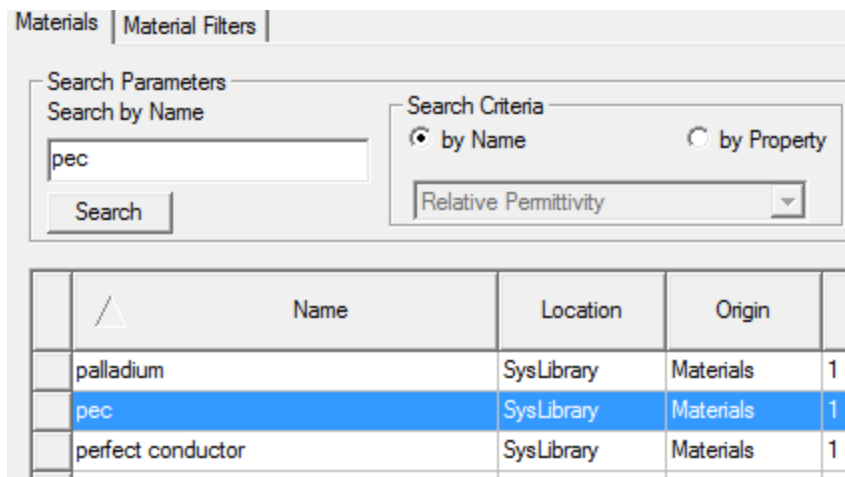 Materials Material Filters
Search Parameters
Search by Name
pec
Search
Search Criteria
by Name by Property
Relative Permittivity
Name Location Origin
palladium SysLibrary Materials 1
pec SysLibrary Materials 1
perfect conductor SysLibrary Materials 1